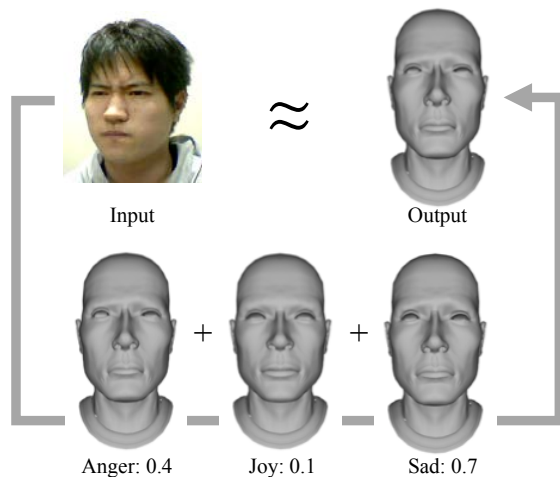 ≈
Input
Output
+
+
Anger: 0.4
Joy: 0.1
Sad: 0.7